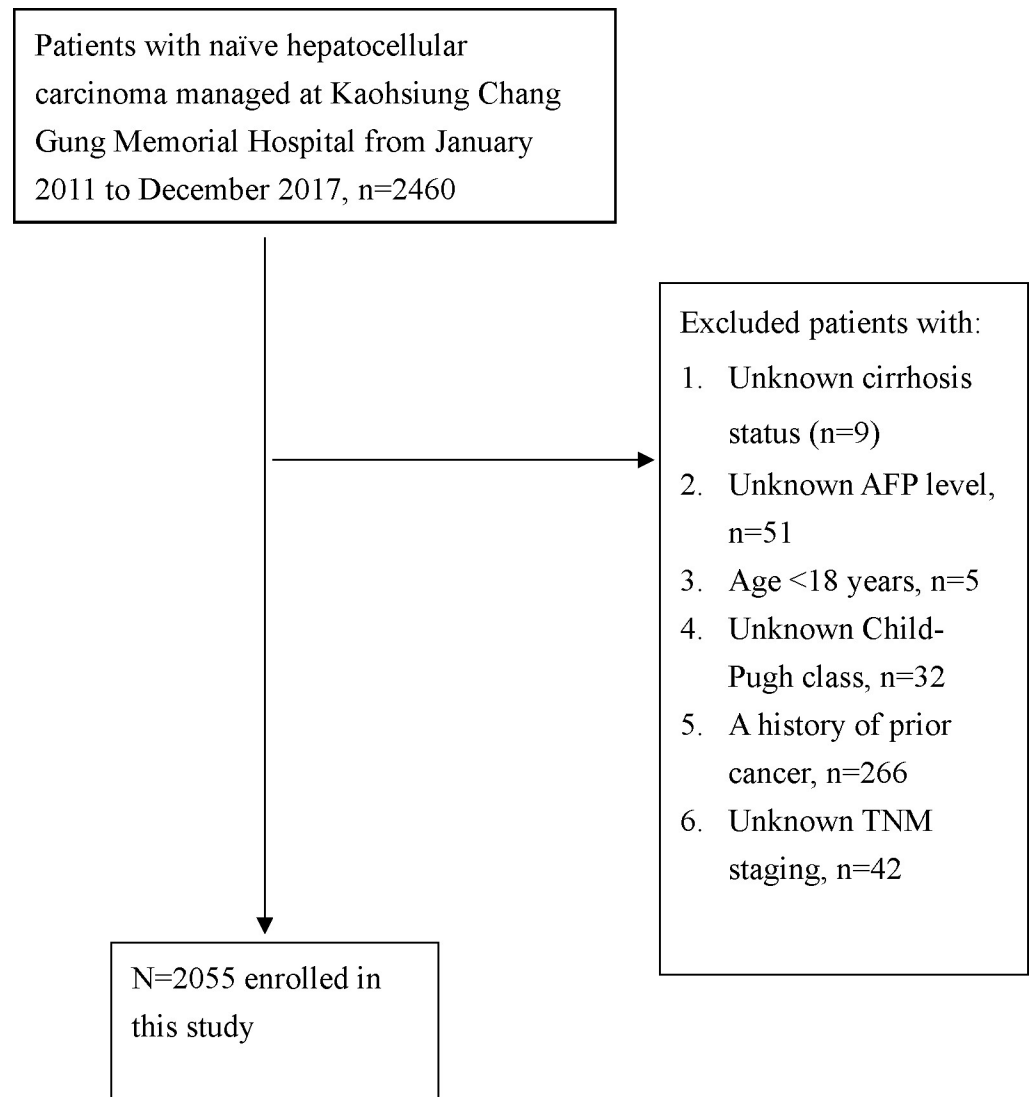 Patients with naïve hepatocellular
carcinoma managed at Kaohsiung Chang
Gung Memorial Hospital from January
2011 to December 2017, n=2460
Excluded patients with:
1. Unknown cirrhosis
status (n=9)
2. Unknown AFP level,
n=51
3. Age <18 years, n=5
4. Unknown Child-
Pugh class, n=32
5. A history of prior
cancer, n=266
6. Unknown TNM
staging, n=42
N=2055 enrolled in
this study